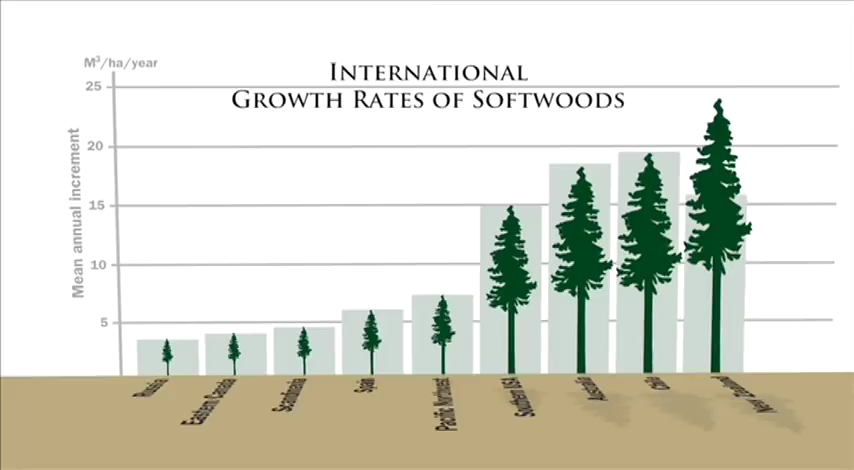 M³/ha/year
INTERNATIONAL
GROWTH RATES OF SOFTWOODS
Mean annual increment
25
20
15
10
5
Russia
Eastern Canada
Scandinavia
Spain
Pacific Northwest
Southern USA
Australia
Chile
New Zealand